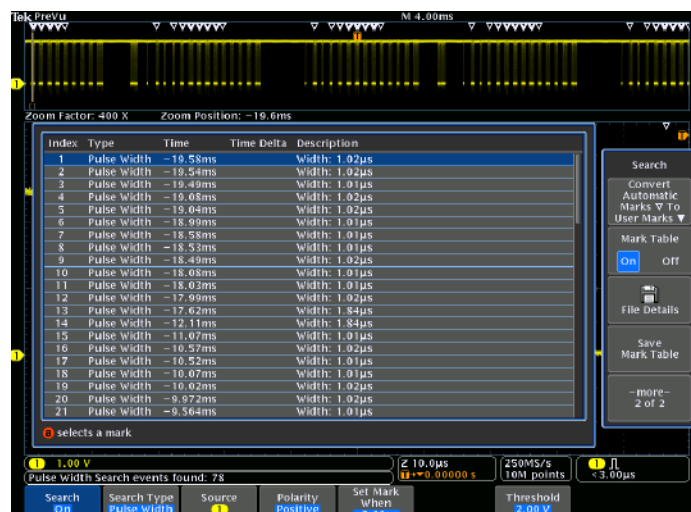 Tek PreVu
M 4.00ms
1
Zoom Factor: 400 X Zoom Position: −19.6ms
Index Type Time Time Delta Description
1 Pulse Width −19.58ms Width: 1.02µs
2 Pulse Width −19.54ms Width: 1.02µs
3 Pulse Width −19.49ms Width: 1.01µs
4 Pulse Width −19.08ms Width: 1.02µs
5 Pulse Width −19.04ms Width: 1.02µs
6 Pulse Width −18.99ms Width: 1.01µs
7 Pulse Width −18.58ms Width: 1.01µs
8 Pulse Width −18.53ms Width: 1.01µs
9 Pulse Width −18.49ms Width: 1.02µs
10 Pulse Width −18.08ms Width: 1.01µs
11 Pulse Width −18.03ms Width: 1.01µs
12 Pulse Width −17.99ms Width: 1.02µs
13 Pulse Width −17.62ms Width: 1.84µs
14 Pulse Width −12.11ms Width: 1.84µs
15 Pulse Width −11.07ms Width: 1.01µs
16 Pulse Width −10.57ms Width: 1.02µs
17 Pulse Width −10.52ms Width: 1.01µs
18 Pulse Width −10.07ms Width: 1.01µs
19 Pulse Width −10.02ms Width: 1.02µs
20 Pulse Width −9.972ms Width: 1.02µs
21 Pulse Width −9.564ms Width: 1.01µs
a selects a mark
Search
Convert
Automatic
Marks ▽ To
User Marks ▼
Mark Table
On Off
File Details
Save
Mark Table
−more−
2 of 2
1
1 1.00 V
Pulse Width Search events found: 78
Z 10.0µs
T→▼0.00000 s
250MS/s
10M points
1
<3.00µs
Search
On
Search Type
Pulse Width
Source
1
Polarity
Positive
Set Mark
When
Threshold
2.00 V